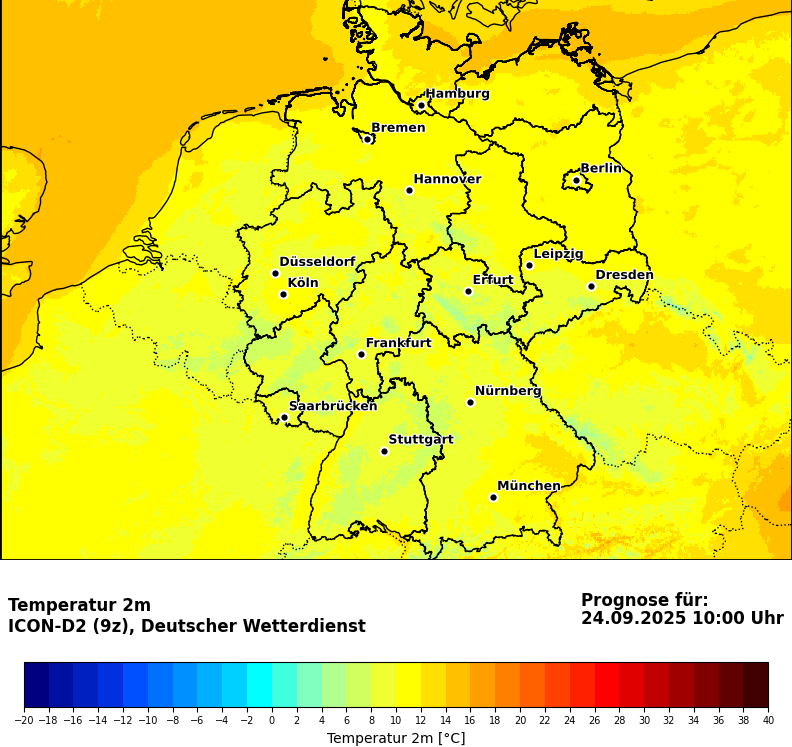 Hamburg
Bremen
Berlin
Hannover
Leipzig
Düsseldorf
Dresden
Köln
Erfurt
Frankfurt
Nürnberg
Saarbrücken
Stuttgart
München
Temperatur 2m
ICON-D2 (9z), Deutscher Wetterdienst
Prognose für:
24.09.2025 10:00 Uhr
−20 −18 −16 −14 −12 −10 −8 −6 −4 −2 0 2 4 6 8 10 12 14 16 18 20 22 24 26 28 30 32 34 36 38 40
Temperatur 2m [°C]